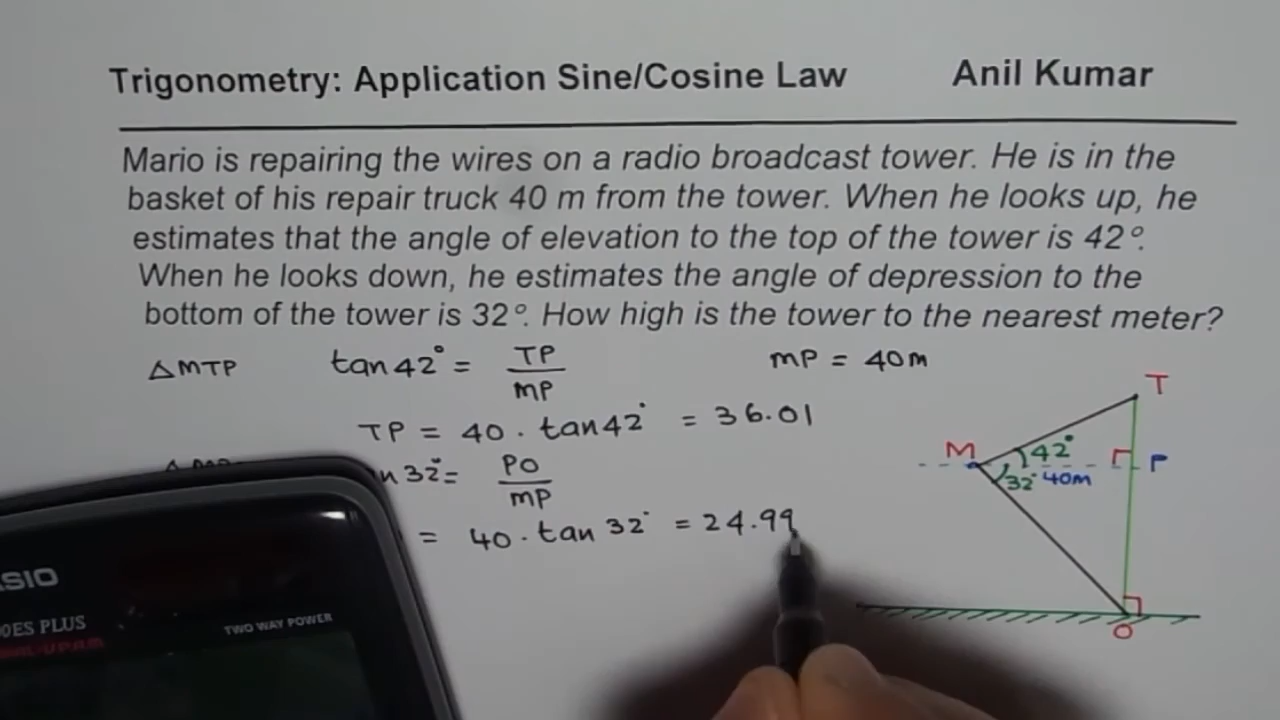 Trigonometry: Application Sine/Cosine Law Anil Kumar
Mario is repairing the wires on a radio broadcast tower. He is in the
basket of his repair truck 40 m from the tower. When he looks up, he
estimates that the angle of elevation to the top of the tower is 42°.
When he looks down, he estimates the angle of depression to the
bottom of the tower is 32°. How high is the tower to the nearest meter?
△MTP tan 42° = TP/MP MP = 40m
TP = 40 · tan 42° = 36.01
n 32° = PO/MP
= 40 · tan 32° = 24.99
T
M 42° P
32° 40m
O
SIO
0ES PLUS
TWO WAY POWER